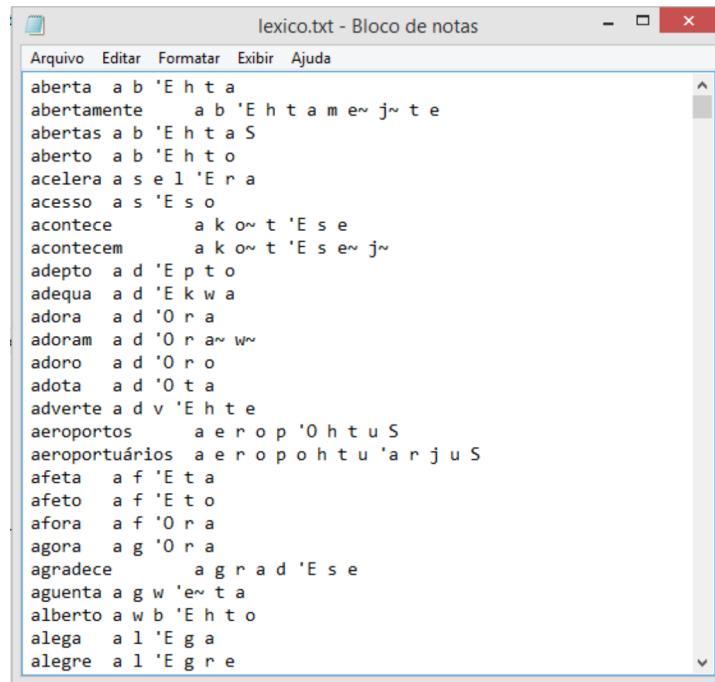 lexico.txt - Bloco de notas
Arquivo Editar Formatar Exibir Ajuda
aberta a b 'E h t a
abertamente a b 'E h t a m e~ j~ t e
abertas a b 'E h t a S
aberto a b 'E h t o
acelera a s e l 'E r a
acesso a s 'E s o
acontece a k o~ t 'E s e
acontecem a k o~ t 'E s e~ j~
adepto a d 'E p t o
adequa a d 'E k w a
adora a d 'O r a
adoram a d 'O r a~ w~
adoro a d 'O r o
adota a d 'O t a
adverte a d v 'E h t e
aeroportos a e r o p 'O h t u S
aeroportuários a e r o p o h t u 'a r j u S
afeta a f 'E t a
afeto a f 'E t o
afora a f 'O r a
agora a g 'O r a
agradece a g r a d 'E s e
aguenta a g w 'e~ t a
alberto a w b 'E h t o
alega a l 'E g a
alegre a l 'E g r e